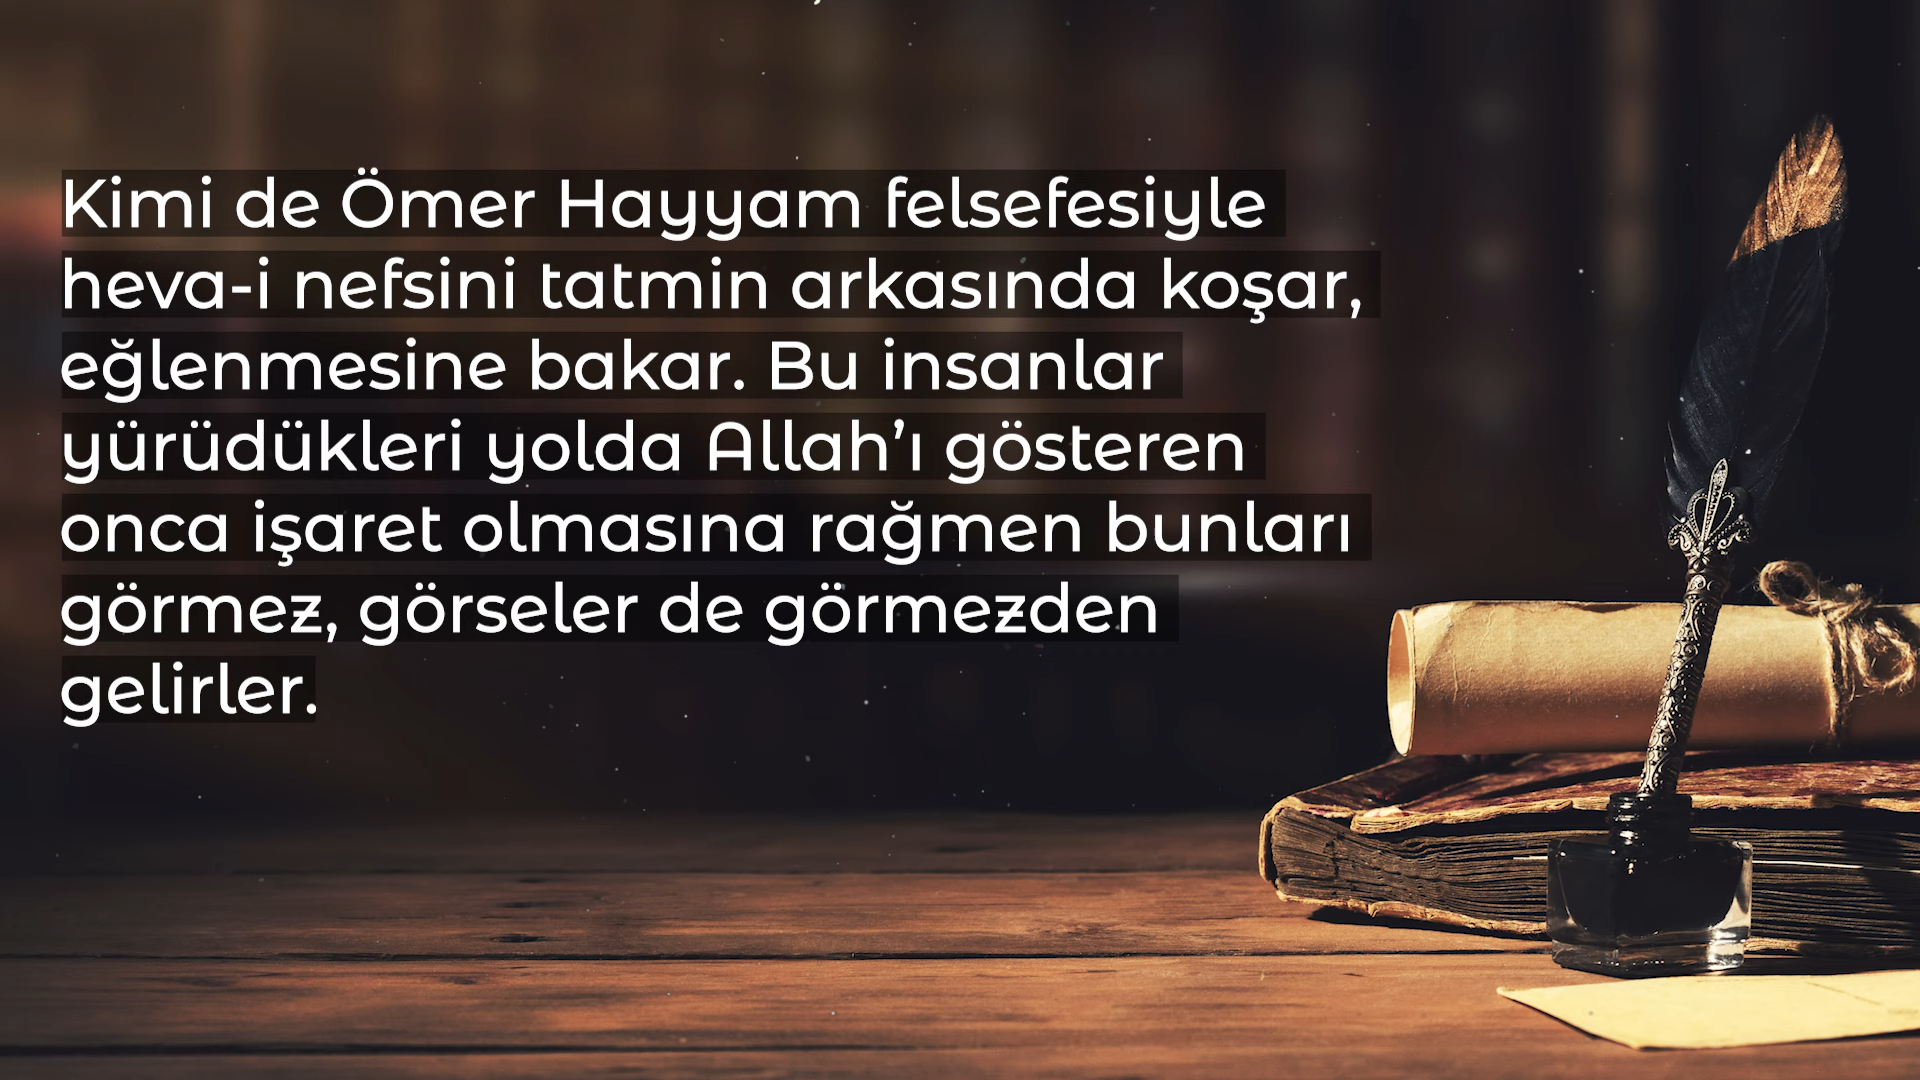 Kimi de Ömer Hayyam felsefesiyle
heva-i nefsini tatmin arkasında koşar,
eğlenmesine bakar. Bu insanlar
yürüdükleri yolda Allah’ı gösteren
onca işaret olmasına rağmen bunları
görmez, görseler de görmezden
gelirler.